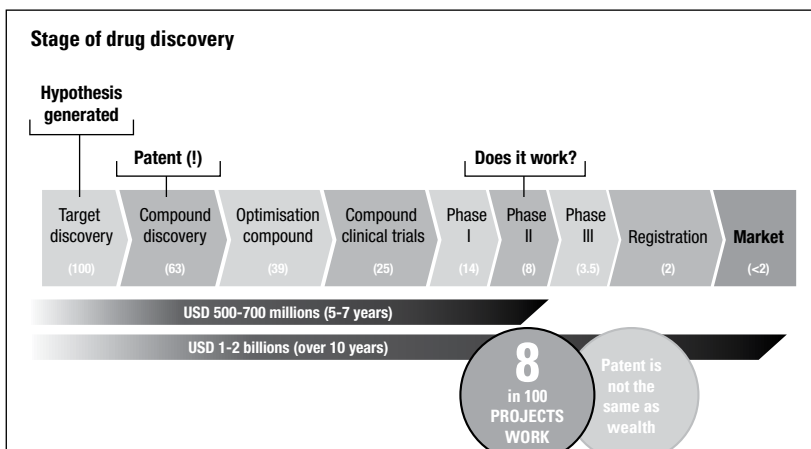 Stage of drug discovery
Hypothesis
generated
Patent (!)
Does it work?
Target
discovery
(100)
Compound
discovery
(63)
Optimisation
compound
(39)
Compound
clinical trials
(25)
Phase
I
(14)
Phase
II
(8)
Phase
III
(3.5)
Registration
(2)
Market
(<2)
USD 500-700 millions (5-7 years)
USD 1-2 billions (over 10 years)
8
in 100
PROJECTS
WORK
Patent is
not the
same as
wealth